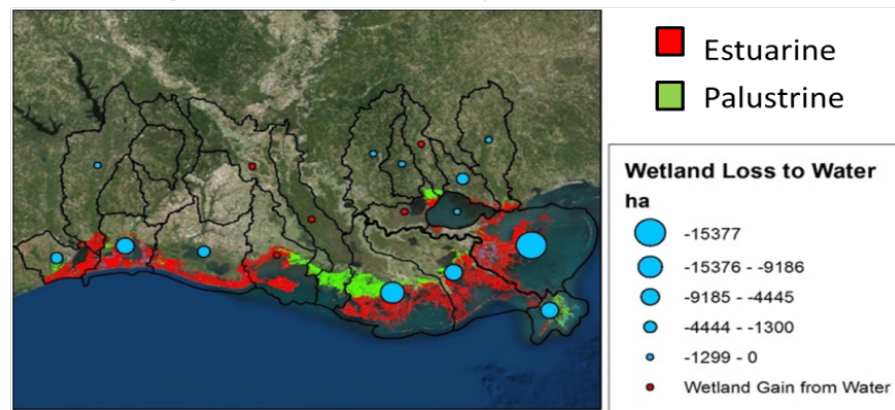 Estuarine
Palustrine
Wetland Loss to Water
ha
-15377
-15376 - -9186
-9185 - -4445
-4444 - -1300
-1299 - 0
Wetland Gain from Water